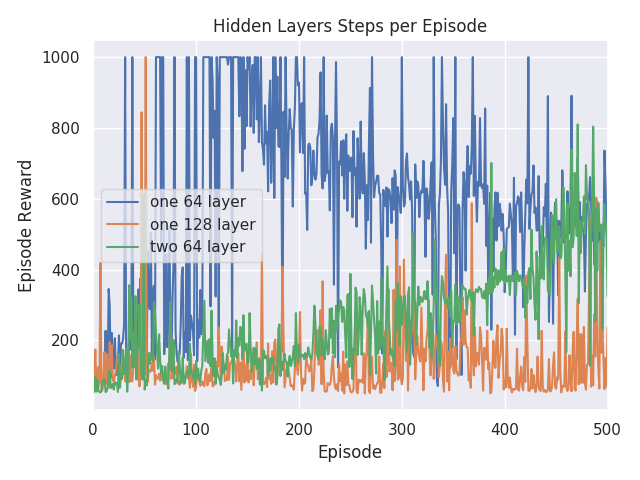 Hidden Layers Steps per Episode
Episode Reward
1000
800
600
400
200
one 64 layer
one 128 layer
two 64 layer
0
100
200
300
400
500
Episode